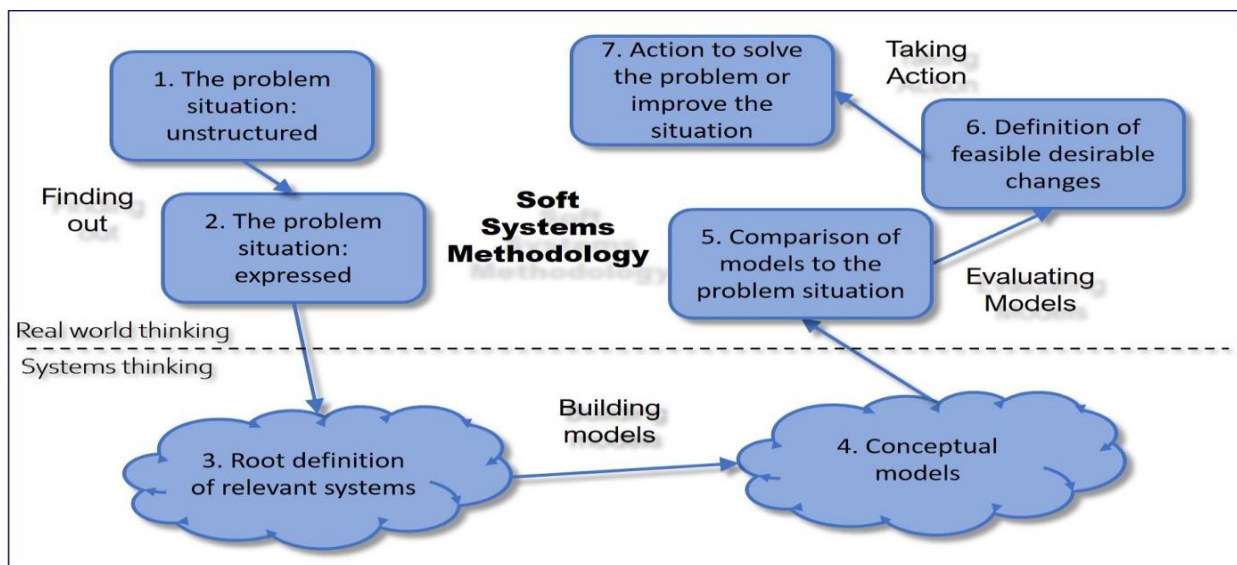 1. The problem
situation:
unstructured
Finding
out
2. The problem
situation:
expressed
Soft
Systems
Methodology
7. Action to solve
the problem or
improve the
situation
Taking
Action
6. Definition of
feasible desirable
changes
5. Comparison of
models to the
problem situation
Evaluating
Models
Real world thinking
Systems thinking
3. Root definition
of relevant systems
Building
models
4. Conceptual
models